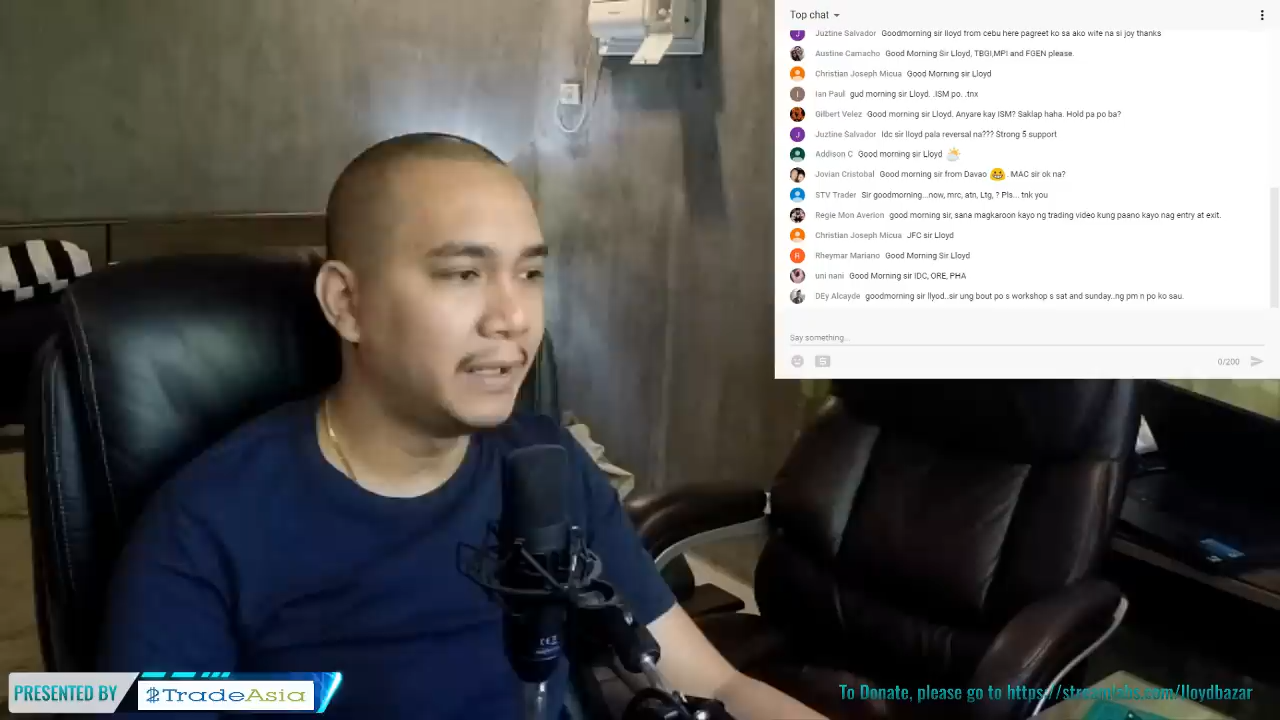 Top chat
J Juztine Salvador Goodmorning sir lloyd from cebu here pagreet ko sa ako wife na si joy thanks
Austine Camacho Good Morning Sir Lloyd, TBGI,MPI and FGEN please.
Christian Joseph Micua Good Morning sir Lloyd
I Ian Paul gud morning sir Lloyd. .ISM po. .tnx
Gilbert Velez Good morning sir Lloyd. Anyare kay ISM? Saklap haha. Hold pa po ba?
J Juztine Salvador Idc sir lloyd pala reversal na??? Strong 5 support
Addison C Good morning sir Lloyd
Jovian Cristobal Good morning sir from Davao 😄 . MAC sir ok na?
STV Trader Sir goodmorning...now, mrc, atn, Ltg, ? Pls... tnk you
Regie Mon Averion good morning sir, sana magkaroon kayo ng trading video kung paano kayo nag entry at exit.
Christian Joseph Micua JFC sir Lloyd
R Rheymar Mariano Good Morning Sir Lloyd
uni nani Good Morning sir IDC, ORE, PHA
DEy Alcayde goodmorning sir llyod..sir ung bout po s workshop s sat and sunday..ng pm n po ko sau.
Say something...
0/200
PRESENTED BY $TradeAsia
To Donate, please go to https://streamlabs.com/lloydbazar